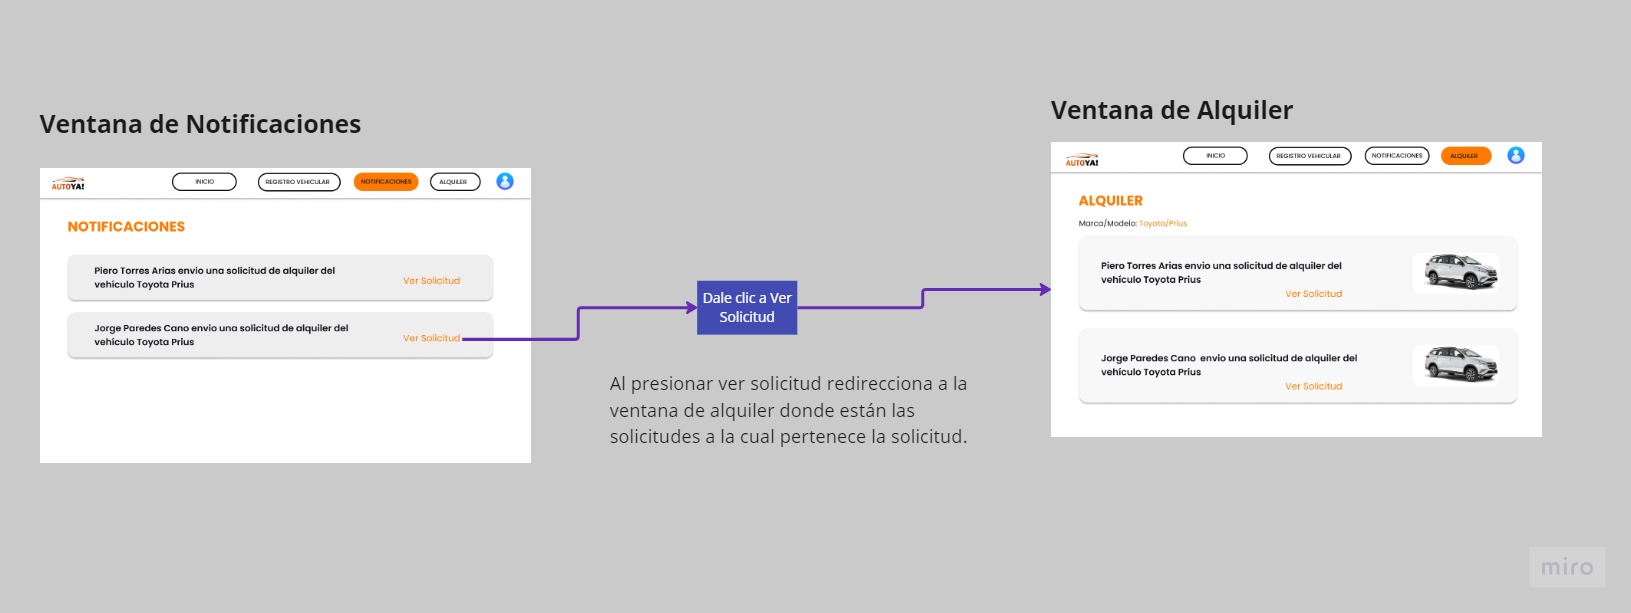 Ventana de Notificaciones
AUTOYA!
INICIO
REGISTRO VEHICULAR
NOTIFICACIONES
ALQUILER
NOTIFICACIONES
Piero Torres Arias envio una solicitud de alquiler del
vehículo Toyota Prius
Ver Solicitud
Jorge Paredes Cano envio una solicitud de alquiler del
vehículo Toyota Prius
Ver Solicitud
Dale clic a Ver
Solicitud
Al presionar ver solicitud redirecciona a la
ventana de alquiler donde están las
solicitudes a la cual pertenece la solicitud.
Ventana de Alquiler
AUTOYA!
INICIO
REGISTRO VEHICULAR
NOTIFICACIONES
ALQUILER
ALQUILER
Marca/Modelo: Toyota/Prius
Piero Torres Arias envio una solicitud de alquiler del
vehículo Toyota Prius
Ver Solicitud
Jorge Paredes Cano envio una solicitud de alquiler del
vehículo Toyota Prius
Ver Solicitud
miro